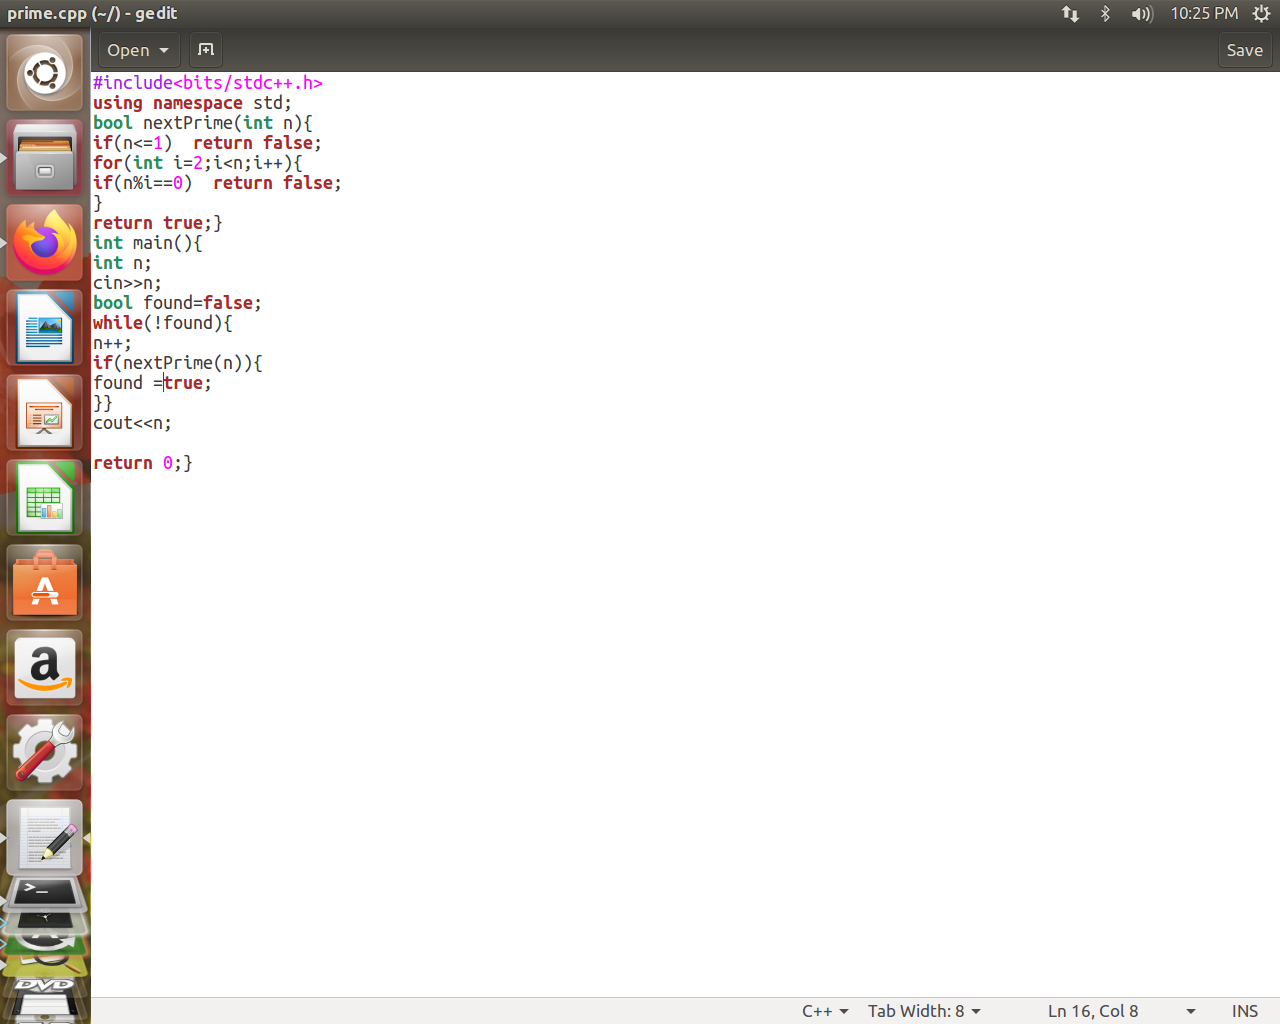 prime.cpp (~/) - gedit
10:25 PM
Open
Save
#include<bits/stdc++.h>
using namespace std;
bool nextPrime(int n){
if(n<=1)  return false;
for(int i=2;i<n;i++){
if(n%i==0)  return false;
}
return true;}
int main(){
int n;
cin>>n;
bool found=false;
while(!found){
n++;
if(nextPrime(n)){
found =true;
}}
cout<<n;
return 0;}
A
a
>_
A
DVD
C++
Tab Width: 8
Ln 16, Col 8
INS